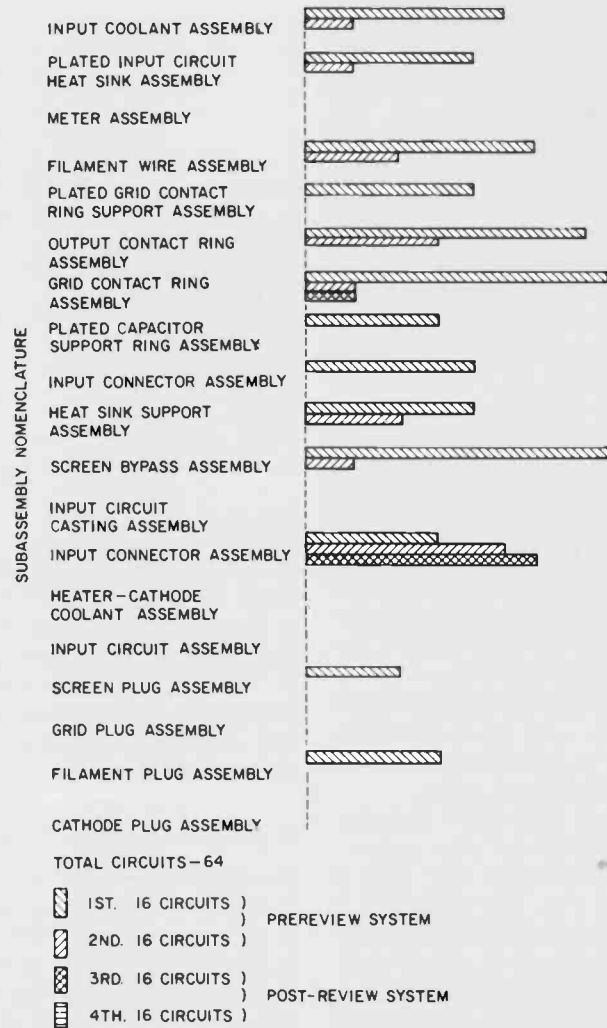 SUBASSEMBLY NOMENCLATURE
INPUT COOLANT ASSEMBLY
PLATED INPUT CIRCUIT
HEAT SINK ASSEMBLY
METER ASSEMBLY
FILAMENT WIRE ASSEMBLY
PLATED GRID CONTACT
RING SUPPORT ASSEMBLY
OUTPUT CONTACT RING
ASSEMBLY
GRID CONTACT RING
ASSEMBLY
PLATED CAPACITOR
SUPPORT RING ASSEMBLY
INPUT CONNECTOR ASSEMBLY
HEAT SINK SUPPORT
ASSEMBLY
SCREEN BYPASS ASSEMBLY
INPUT CIRCUIT
CASTING ASSEMBLY
INPUT CONNECTOR ASSEMBLY
HEATER-CATHODE
COOLANT ASSEMBLY
INPUT CIRCUIT ASSEMBLY
SCREEN PLUG ASSEMBLY
GRID PLUG ASSEMBLY
FILAMENT PLUG ASSEMBLY
CATHODE PLUG ASSEMBLY
TOTAL CIRCUITS-64
1ST. 16 CIRCUITS )
) PREREVIEW SYSTEM
2ND. 16 CIRCUITS )
3RD. 16 CIRCUITS )
) POST-REVIEW SYSTEM
4TH. 16 CIRCUITS )